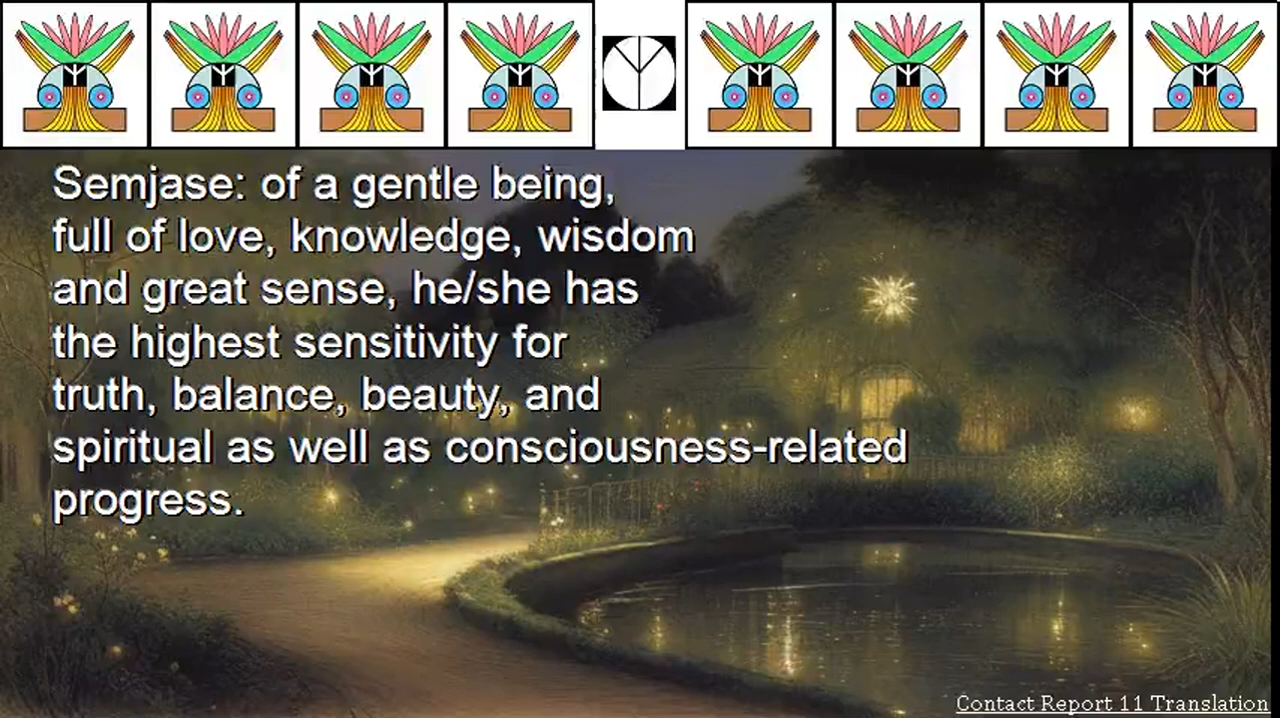 Semjase: of a gentle being,
full of love, knowledge, wisdom
and great sense, he/she has
the highest sensitivity for
truth, balance, beauty, and
spiritual as well as consciousness-related
progress.
Contact Report 11 Translation